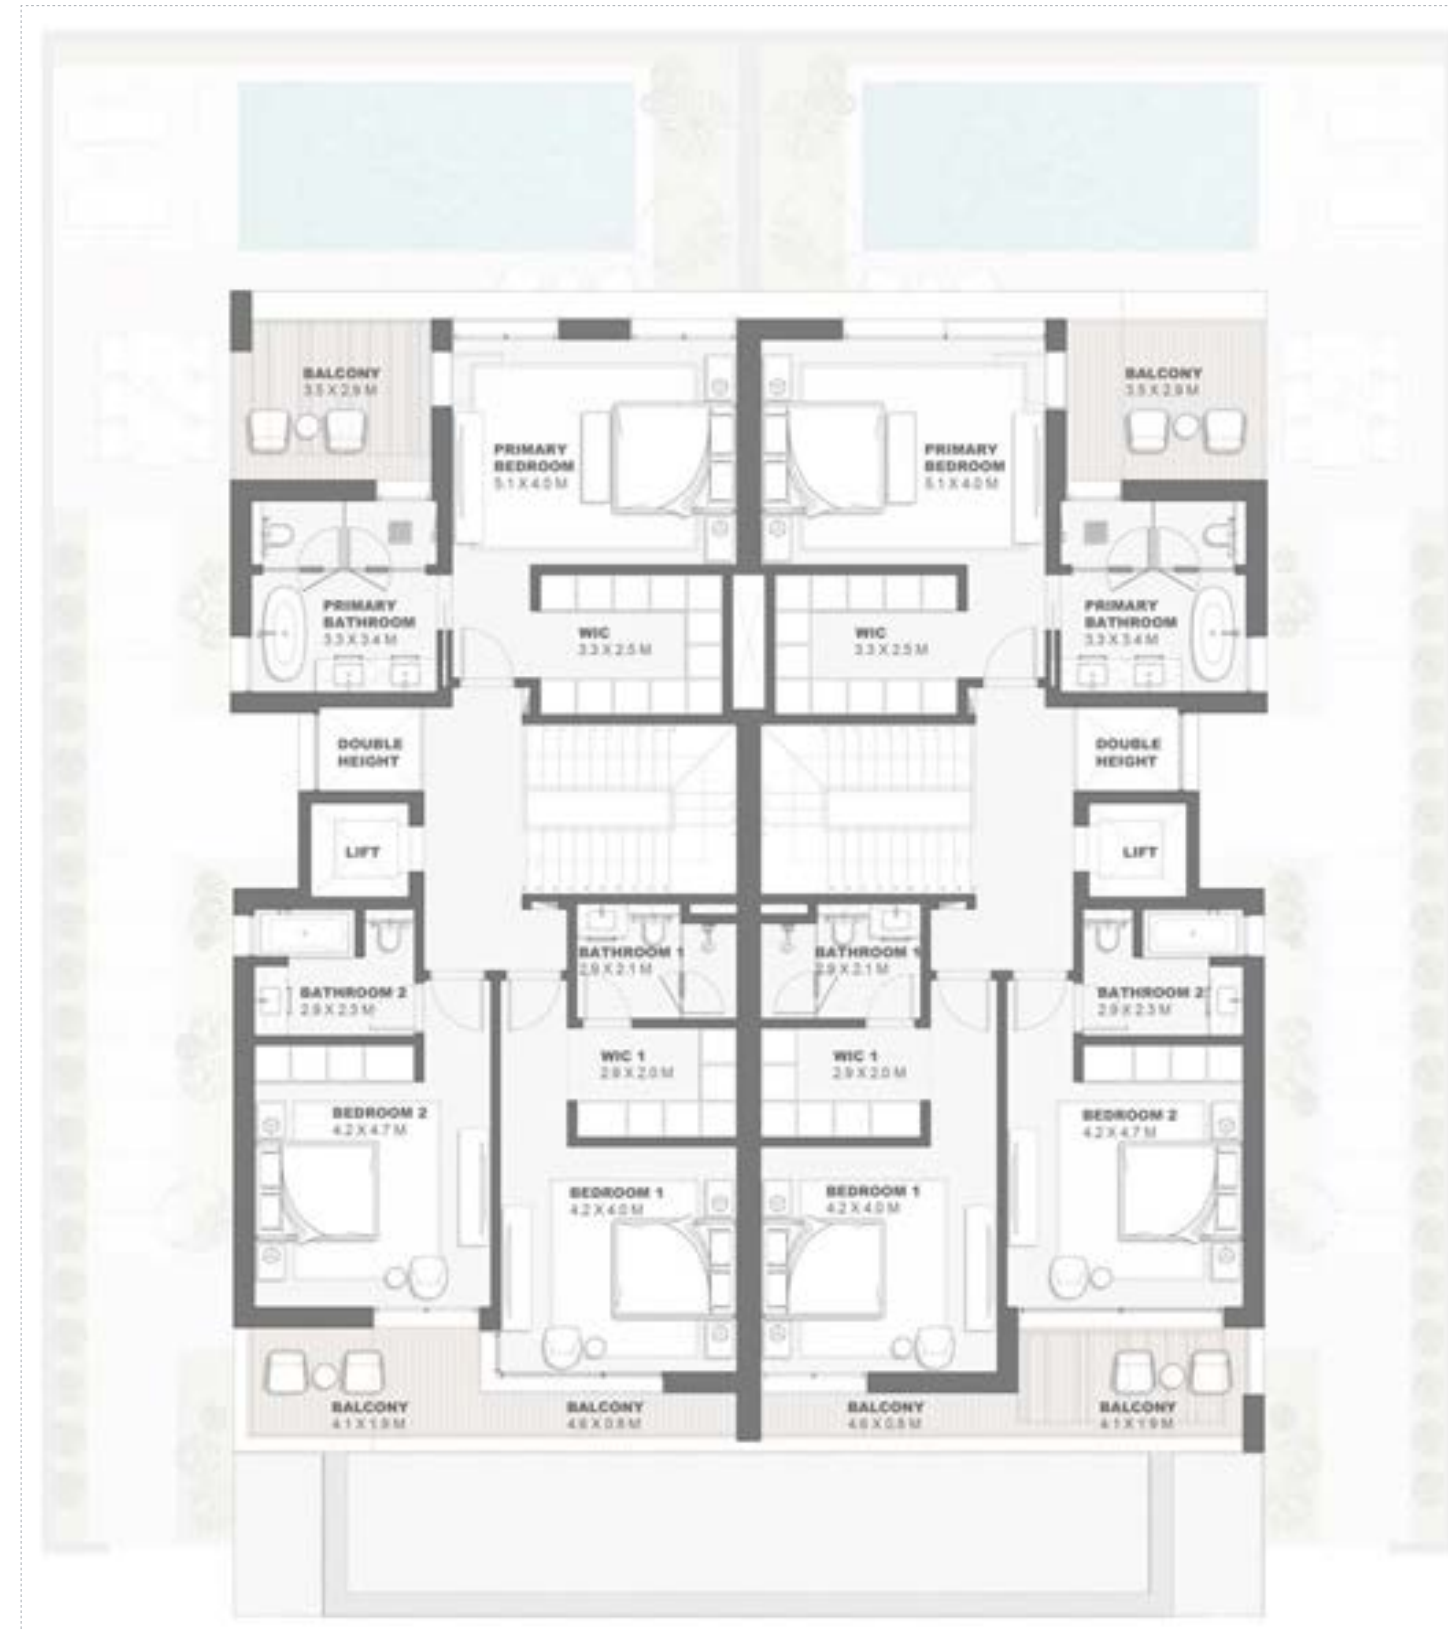 BALCONY
3.5 X 2.9 M
BALCONY
3.5 X 2.9 M
PRIMARY
BEDROOM
5.1 X 4.0 M
PRIMARY
BEDROOM
5.1 X 4.0 M
PRIMARY
BATHROOM
3.3 X 3.4 M
WIC
3.3 X 2.5 M
WIC
3.3 X 2.5 M
PRIMARY
BATHROOM
3.3 X 3.4 M
DOUBLE
HEIGHT
DOUBLE
HEIGHT
LIFT
LIFT
BATHROOM 1
2.9 X 2.1 M
BATHROOM 1
2.9 X 2.1 M
BATHROOM 2
2.9 X 2.3 M
BATHROOM 2
2.9 X 2.3 M
WIC 1
2.9 X 2.0 M
WIC 1
2.9 X 2.0 M
BEDROOM 2
4.2 X 4.7 M
BEDROOM 2
4.2 X 4.7 M
BEDROOM 1
4.2 X 4.0 M
BEDROOM 1
4.2 X 4.0 M
BALCONY
4.1 X 1.9 M
BALCONY
4.6 X 0.8 M
BALCONY
4.6 X 0.8 M
BALCONY
4.1 X 1.9 M